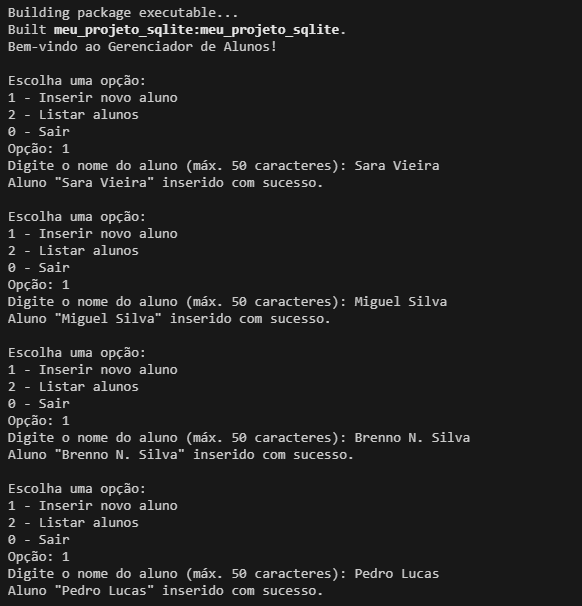 Building package executable...
Built meu_projeto_sqlite:meu_projeto_sqlite.
Bem-vindo ao Gerenciador de Alunos!
Escolha uma opção:
1 - Inserir novo aluno
2 - Listar alunos
0 - Sair
Opção: 1
Digite o nome do aluno (máx. 50 caracteres): Sara Vieira
Aluno "Sara Vieira" inserido com sucesso.
Escolha uma opção:
1 - Inserir novo aluno
2 - Listar alunos
0 - Sair
Opção: 1
Digite o nome do aluno (máx. 50 caracteres): Miguel Silva
Aluno "Miguel Silva" inserido com sucesso.
Escolha uma opção:
1 - Inserir novo aluno
2 - Listar alunos
0 - Sair
Opção: 1
Digite o nome do aluno (máx. 50 caracteres): Brenno N. Silva
Aluno "Brenno N. Silva" inserido com sucesso.
Escolha uma opção:
1 - Inserir novo aluno
2 - Listar alunos
0 - Sair
Opção: 1
Digite o nome do aluno (máx. 50 caracteres): Pedro Lucas
Aluno "Pedro Lucas" inserido com sucesso.